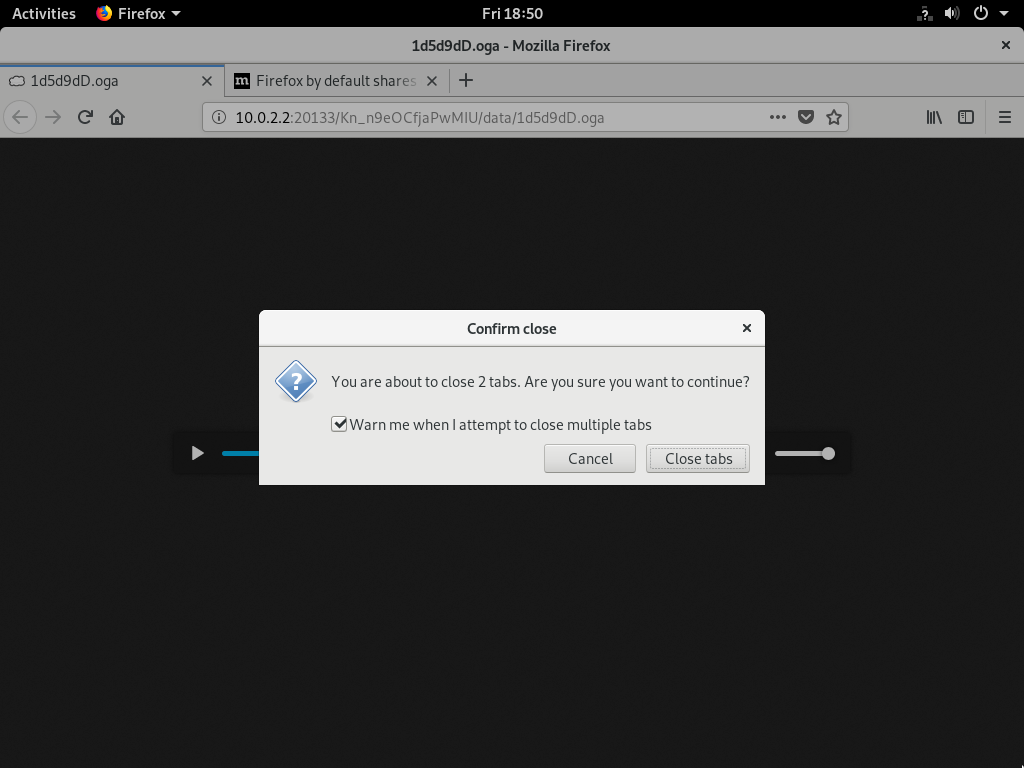 Activities Firefox Fri 18:50 ?
1d5d9dD.oga - Mozilla Firefox
1d5d9dD.oga m Firefox by default shares
10.0.2.2:20133/Kn_n9eOCfjaPwMIU/data/1d5d9dD.oga
Confirm close
You are about to close 2 tabs. Are you sure you want to continue?
Warn me when I attempt to close multiple tabs
Cancel Close tabs